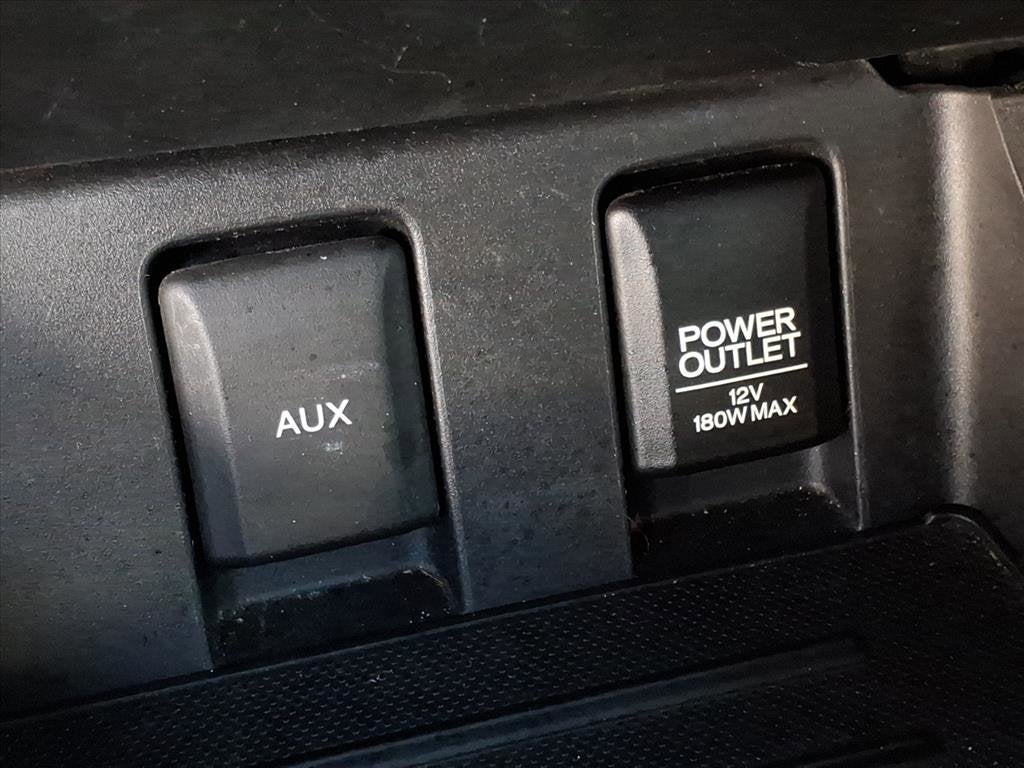 AUX
POWER
OUTLET
12V
180W MAX